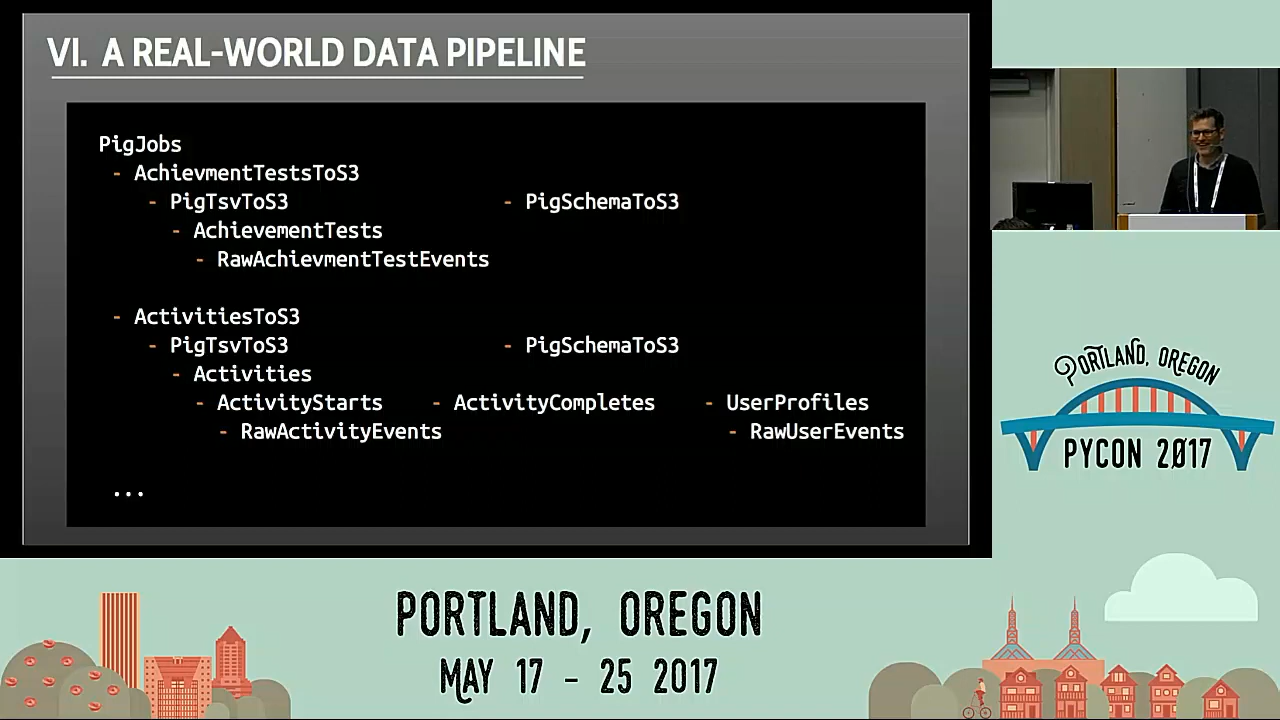 VI. A REAL-WORLD DATA PIPELINE
PigJobs
- AchievmentTestsToS3
- PigTsvToS3 - PigSchemaToS3
- AchievementTests
- RawAchievmentTestEvents
- ActivitiesToS3
- PigTsvToS3 - PigSchemaToS3
- Activities
- ActivityStarts - ActivityCompletes - UserProfiles
- RawActivityEvents - RawUserEvents
...
PORTLAND, OREGON
PYCON 2017
PORTLAND, OREGON
MAY 17 - 25 2017